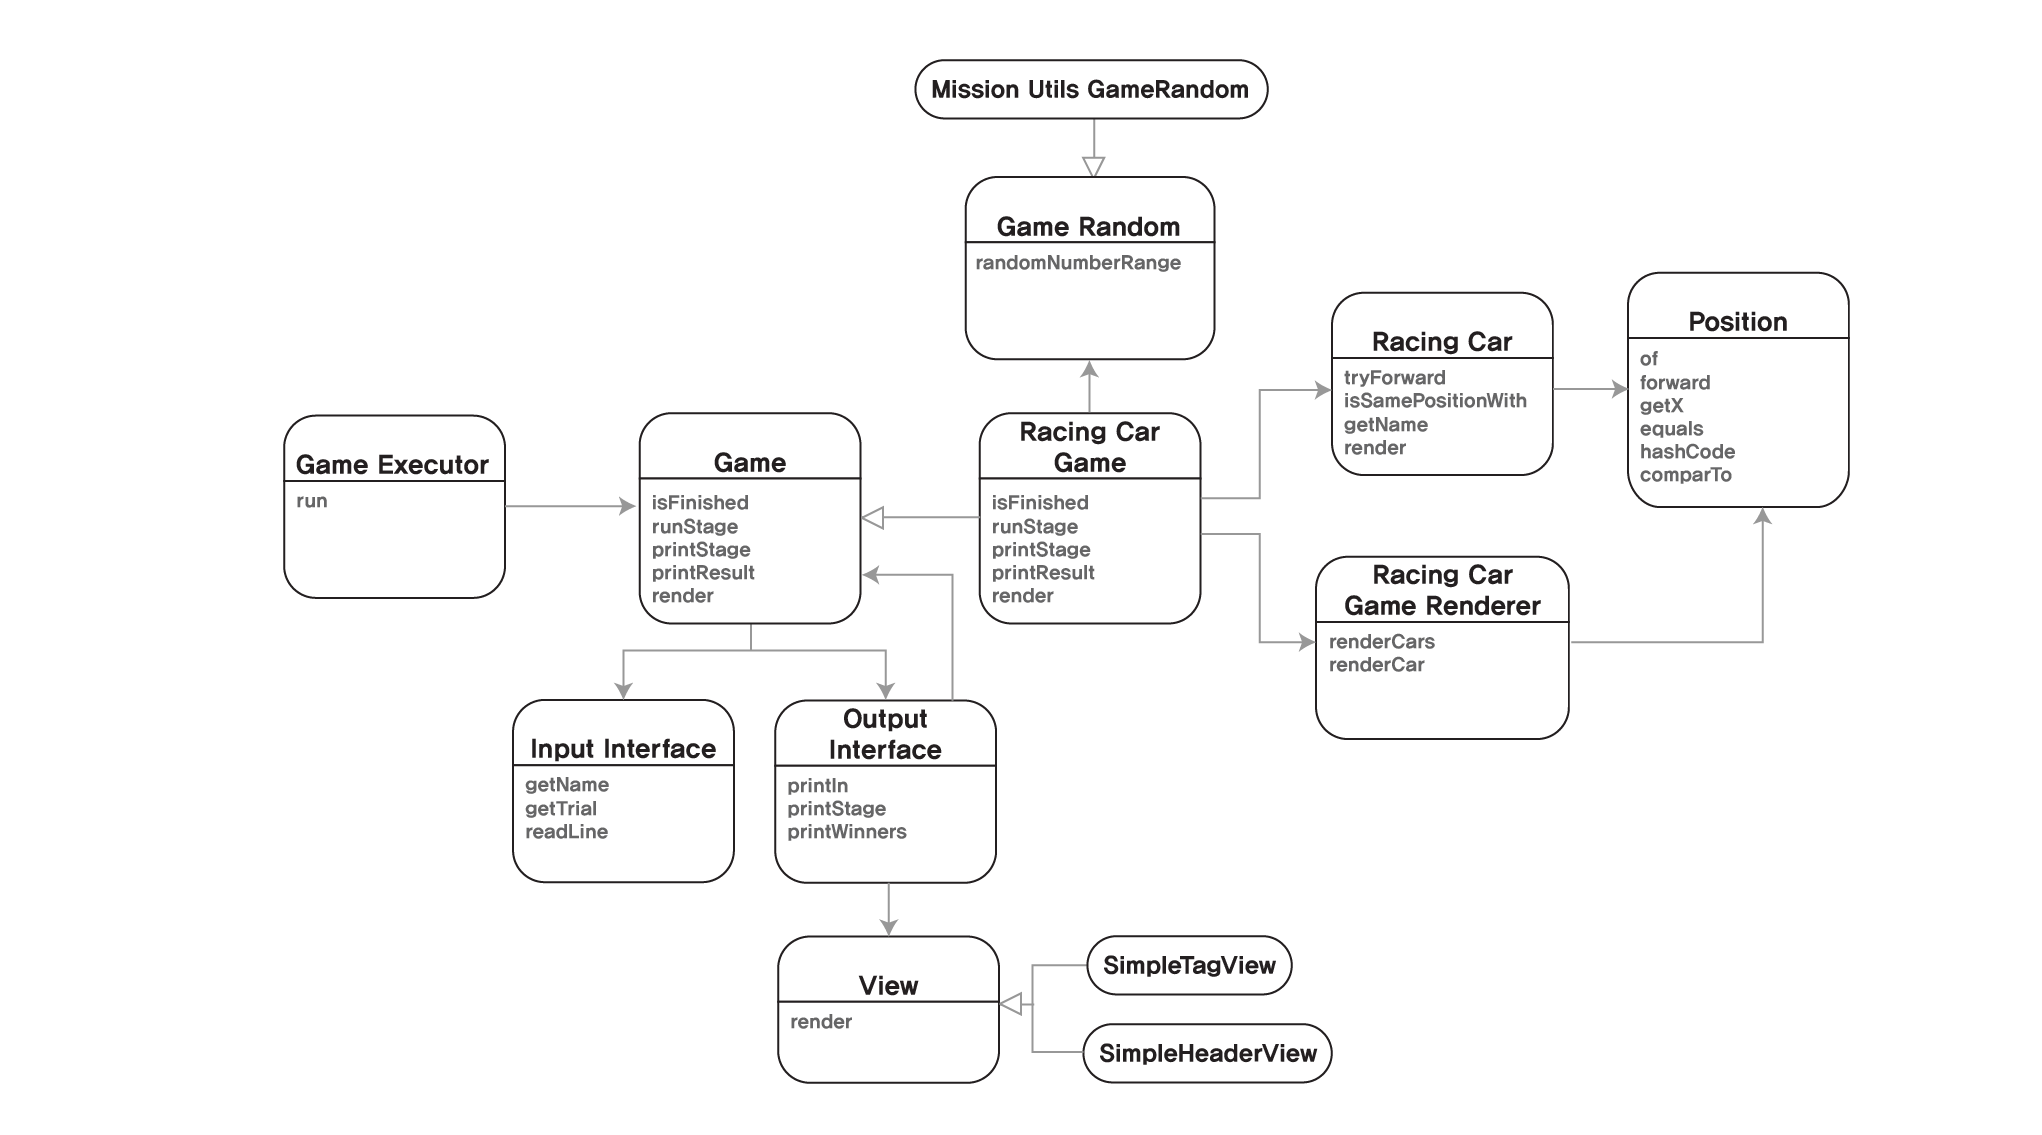 Mission Utils GameRandom
Game Random
randomNumberRange
Racing Car
tryForward
isSamePositionWith
getName
render
Position
of
forward
getX
equals
hashCode
comparTo
Game Executor
run
Game
isFinished
runStage
printStage
printResult
render
Racing Car
Game
isFinished
runStage
printStage
printResult
render
Racing Car
Game Renderer
renderCars
renderCar
Input Interface
getName
getTrial
readLine
Output
Interface
println
printStage
printWinners
View
render
SimpleTagView
SimpleHeaderView